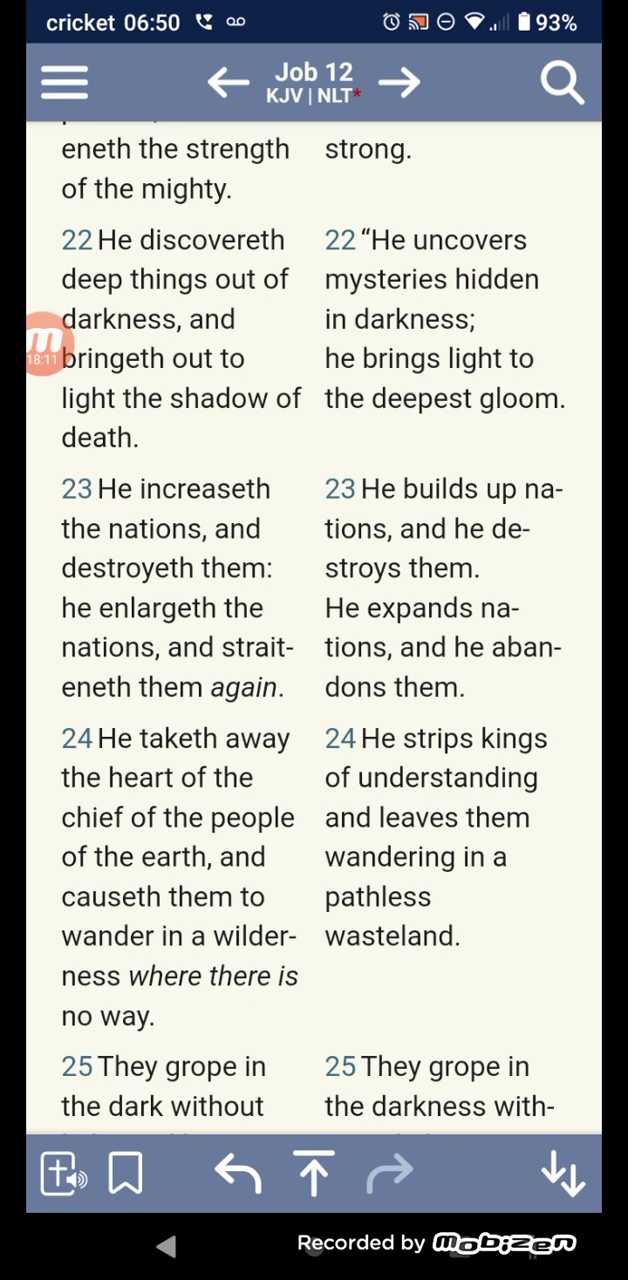 cricket 06:50 93%
Job 12
KJV | NLT*
eneth the strength
of the mighty.
22 He discovereth
deep things out of
darkness, and
bringeth out to
light the shadow of
death.
23 He increaseth
the nations, and
destroyeth them:
he enlargeth the
nations, and strait-
eneth them again.
24 He taketh away
the heart of the
chief of the people
of the earth, and
causeth them to
wander in a wilder-
ness where there is
no way.
25 They grope in
the dark without
strong.
22 “He uncovers
mysteries hidden
in darkness;
he brings light to
the deepest gloom.
23 He builds up na-
tions, and he de-
stroys them.
He expands na-
tions, and he aban-
dons them.
24 He strips kings
of understanding
and leaves them
wandering in a
pathless
wasteland.
25 They grope in
the darkness with-
m
18:11
Recorded by Mobizen